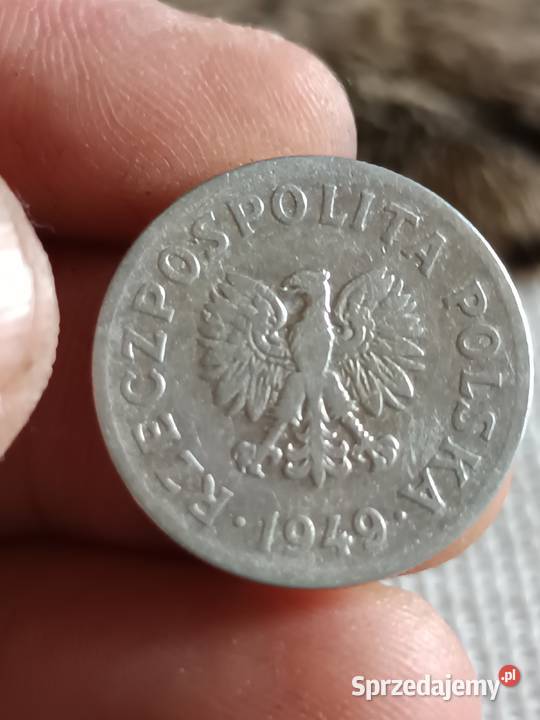 RZECZPOSPOLITA POLSKA
· 1949 ·
Sprzedajemy.pl